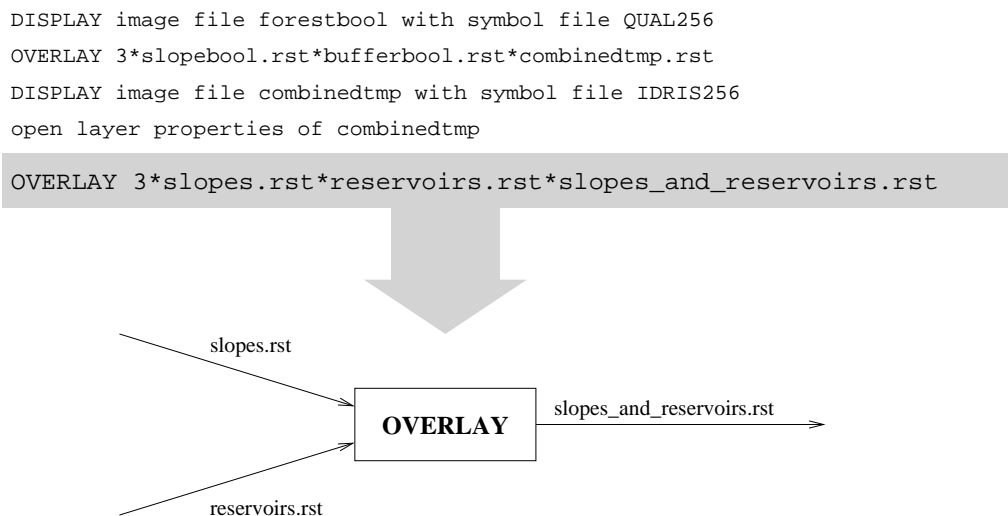 DISPLAY image file forestbool with symbol file QUAL256
OVERLAY 3*slopebool.rst*bufferbool.rst*combinedtmp.rst
DISPLAY image file combinedtmp with symbol file IDRIS256
open layer properties of combinedtmp
OVERLAY 3*slopes.rst*reservoirs.rst*slopes_and_reservoirs.rst
slopes.rst
OVERLAY
slopes_and_reservoirs.rst
reservoirs.rst